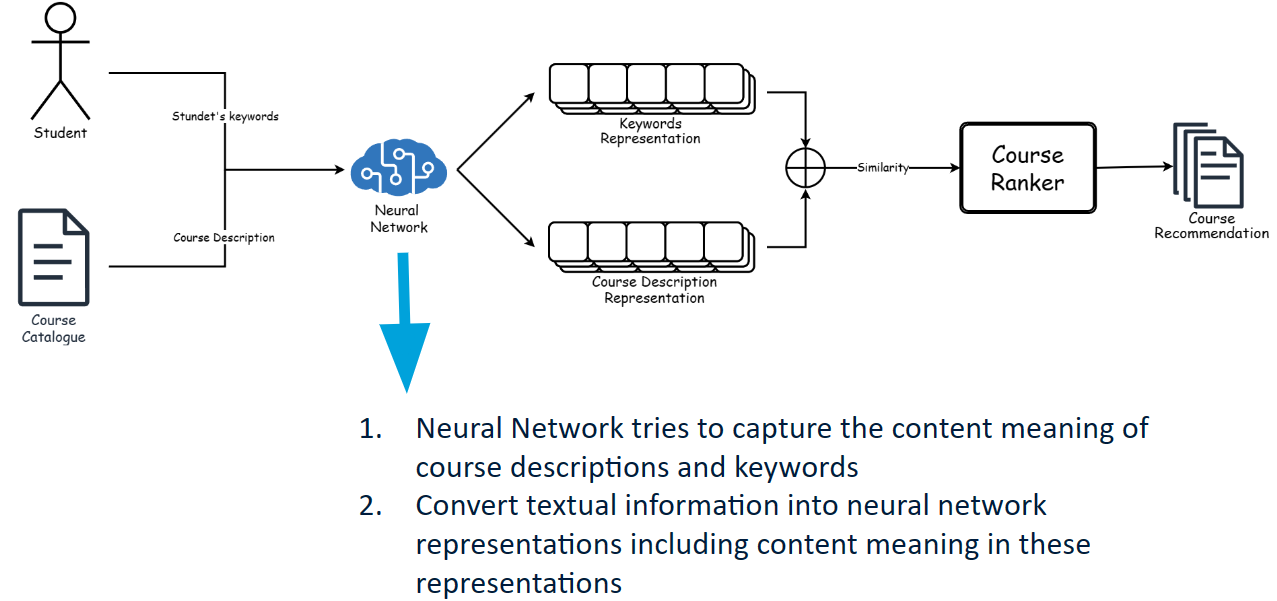 Student
Stundet's keywords
Course Description
Course
Catalogue
Neural
Network
Keywords
Representation
Course Description
Representation
Similarity
Course
Ranker
Course
Recommendation
1. Neural Network tries to capture the content meaning of
course descriptions and keywords
2. Convert textual information into neural network
representations including content meaning in these
representations